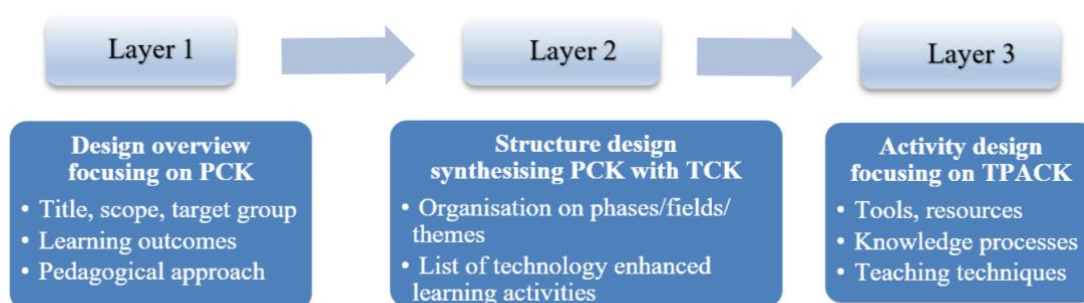 Layer 1
Layer 2
Layer 3
Design overview
focusing on PCK
• Title, scope, target group
• Learning outcomes
• Pedagogical approach
Structure design
synthesising PCK with TCK
• Organisation on phases/fields/
themes
• List of technology enhanced
learning activities
Activity design
focusing on TPACK
• Tools, resources
• Knowledge processes
• Teaching techniques